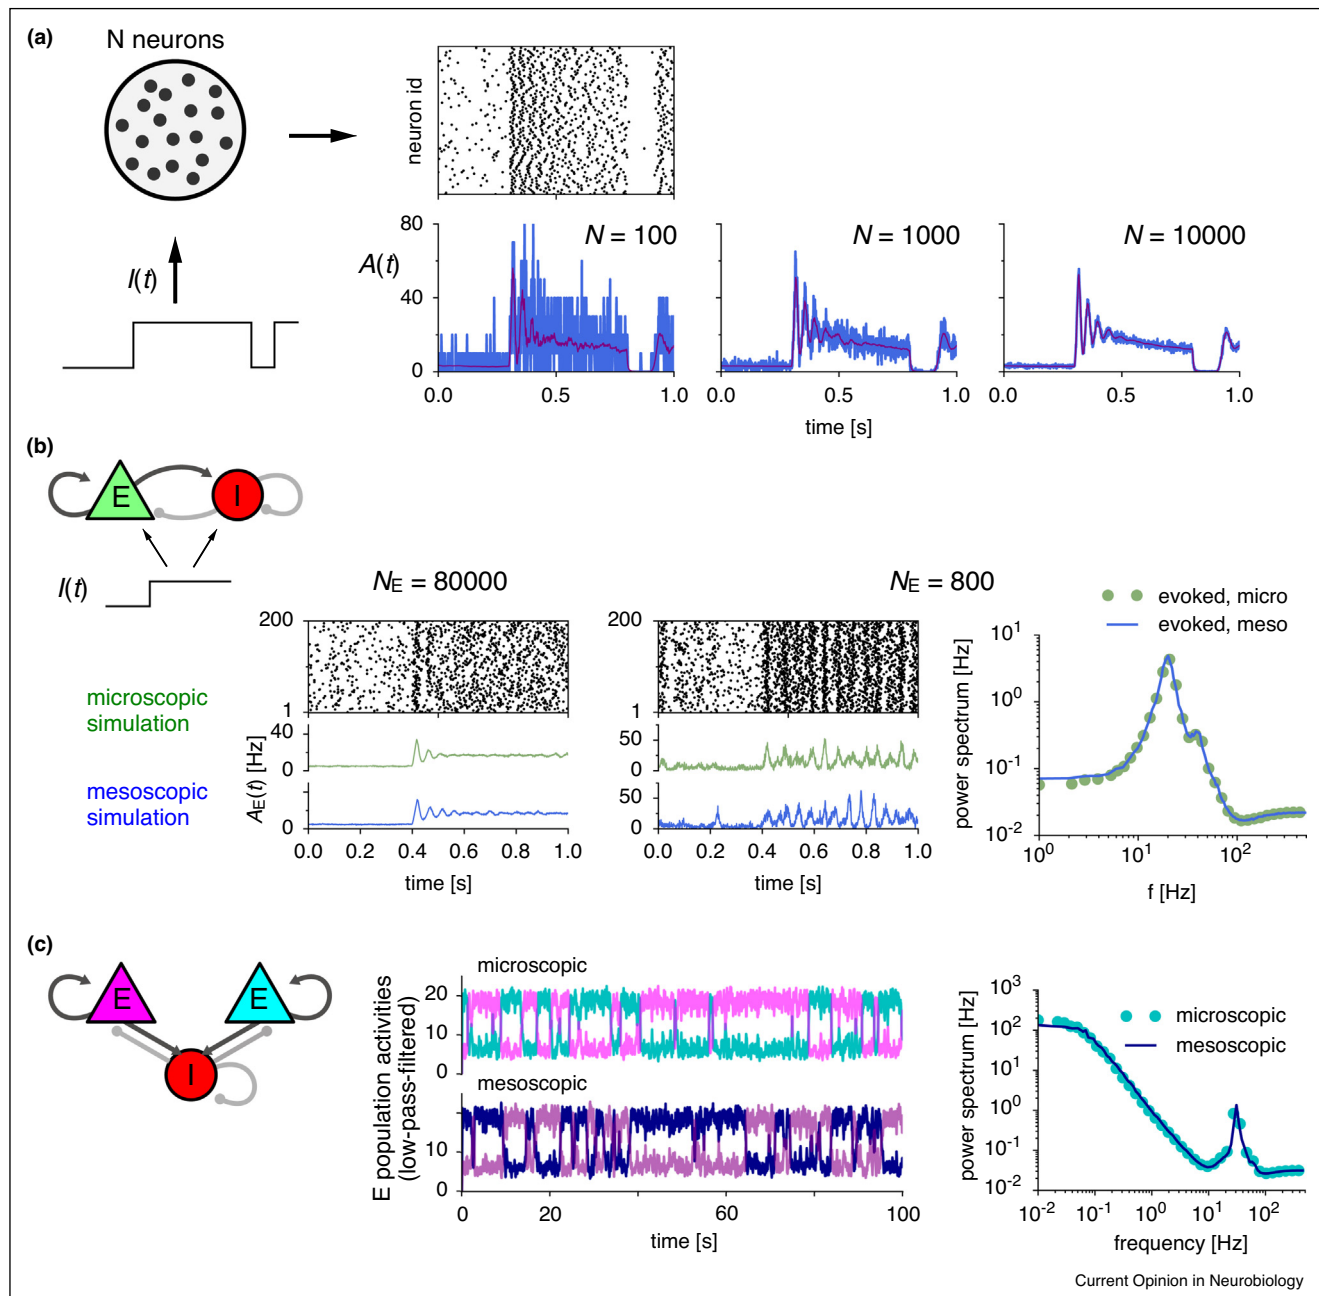 (a)
N neurons
neuron id
I(t)
A(t)
80
40
0
N = 100
N = 1000
N = 10000
0.0 0.5 1.0
0.5 1.0
0.0 0.5 1.0
time [s]
(b)
E I
I(t)
N_E = 80000
N_E = 800
evoked, micro
evoked, meso
microscopic
simulation
mesoscopic
simulation
200
1
40
0
0
A_E(t) [Hz]
0.0 0.2 0.4 0.6 0.8 1.0
time [s]
200
1
50
0
50
0
0.0 0.2 0.4 0.6 0.8 1.0
time [s]
power spectrum [Hz]
10^1
10^0
10^-1
10^-2
10^0 10^1 10^2
f [Hz]
(c)
E E
I
E population activities
(low-pass-filtered)
microscopic
20
10
0
mesoscopic
10
0
0 20 40 60 80 100
time [s]
power spectrum [Hz]
10^3
10^2
10^1
10^0
10^-1
10^-2
microscopic
mesoscopic
10^-2 10^-1 10^0 10^1 10^2
frequency [Hz]
Current Opinion in Neurobiology